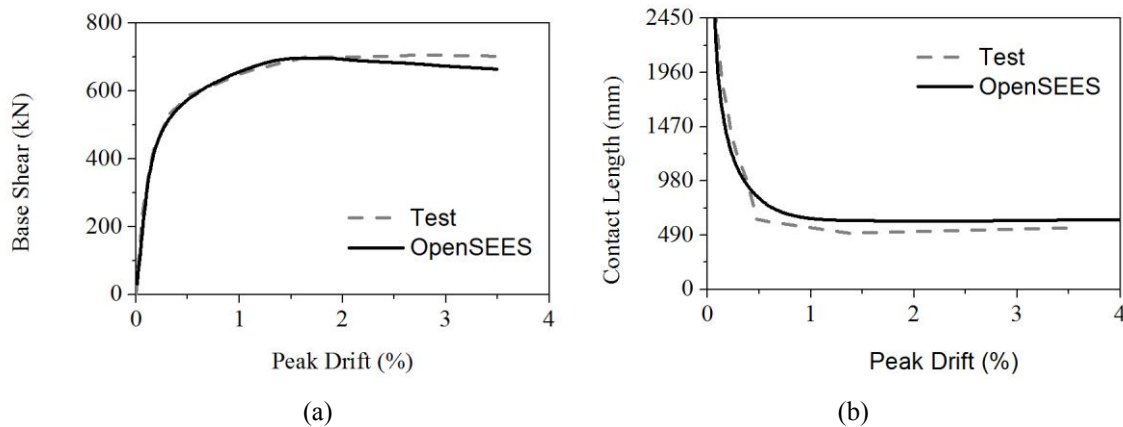 800
600
400
200
0
Base Shear (kN)
Test
OpenSEES
0 1 2 3 4
Peak Drift (%)
(a)
2450
1960
1470
980
490
0
Contact Length (mm)
Test
OpenSEES
0 1 2 3 4
Peak Drift (%)
(b)